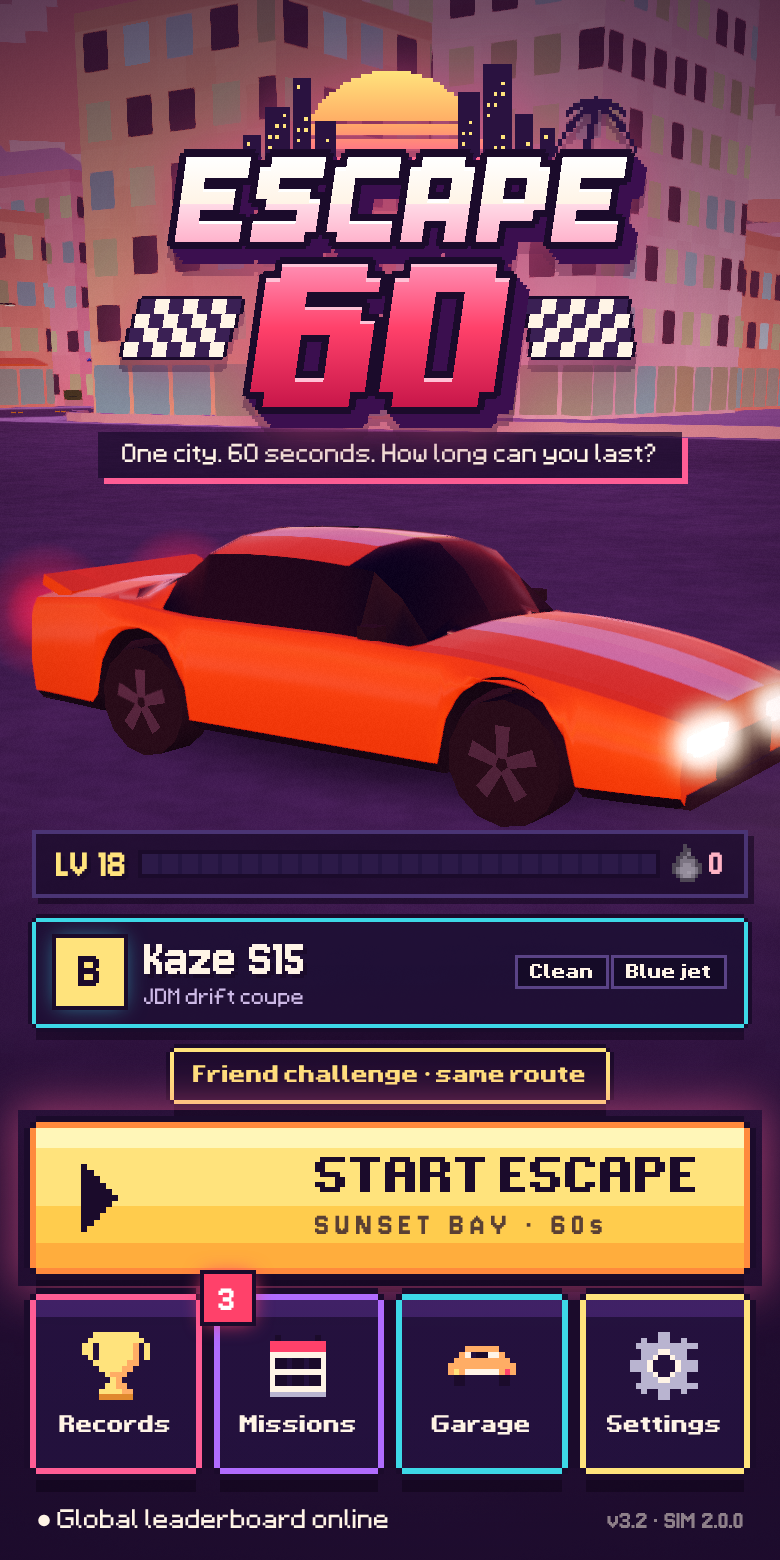 ESCAPE
60
One city. 60 seconds. How long can you last?
LV 18
0
B
Kaze S15
JDM drift coupe
Clean
Blue jet
Friend challenge · same route
START ESCAPE
SUNSET BAY · 60s
3
Records
Missions
Garage
Settings
Global leaderboard online
v3.2 · SIM 2.0.0